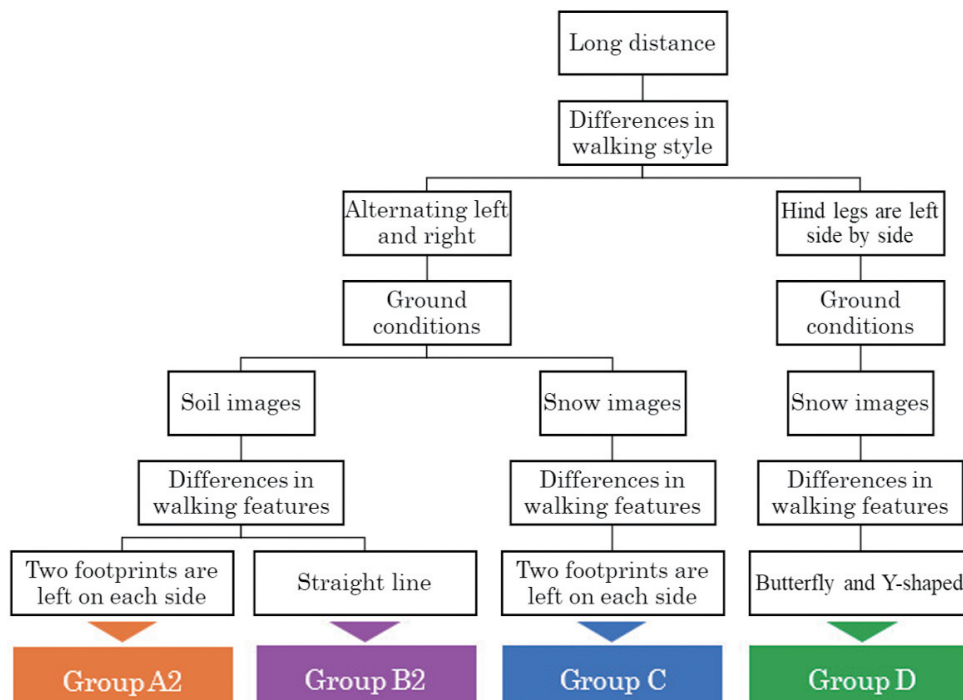 Long distance
Differences in
walking style
Alternating left
and right
Hind legs are left
side by side
Ground
conditions
Ground
conditions
Soil images
Snow images
Snow images
Differences in
walking features
Differences in
walking features
Differences in
walking features
Two footprints are
left on each side
Straight line
Two footprints are
left on each side
Butterfly and Y-shaped
Group A2
Group B2
Group C
Group D